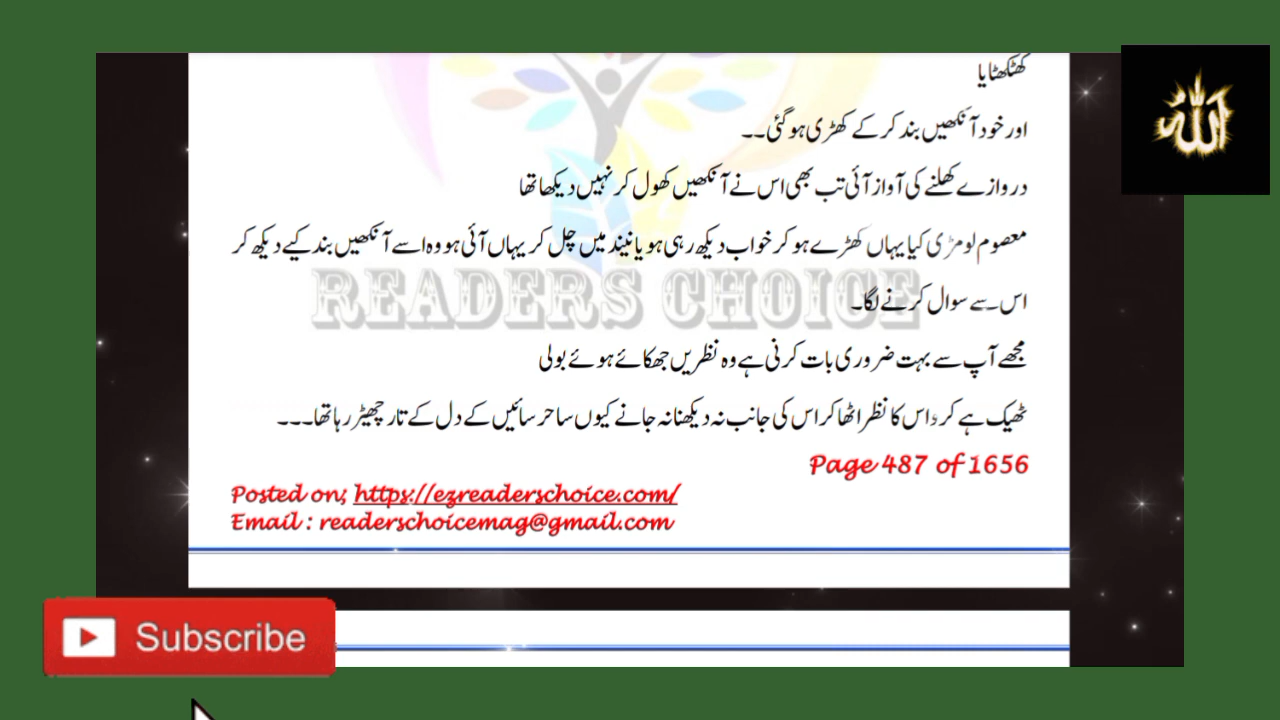 کھٹکھٹایا
اور خود آنکھیں بند کر کے کھڑی ہو گئی۔۔
دروازے کھلنے کی آواز آئی تب بھی اس نے آنکھیں کھول کر نہیں دیکھا تھا
معصوم لومڑی کیا یہاں کھڑے ہو کر خواب دیکھ رہی ہو یا نیند میں چل کر یہاں آئی ہو وہ اسے آنکھیں بند کیے دیکھ کر
اس سے سوال کرنے لگا۔
READERS CHOICE
مجھے آپ سے بہت ضروری بات کرنی ہے وہ نظریں جھکائے ہوئے بولی
ٹھیک ہے کرو اس کا نظر اٹھا کر اس کی جانب نہ دیکھنا نہ جانے کیوں ساحر سائیں کے دل کے تار چھیڑ رہا تھا۔۔۔
Page 487 of 1656
Posted on; https://ezreaderschoice.com/
Email : readerschoicemag@gmail.com
Subscribe
الله